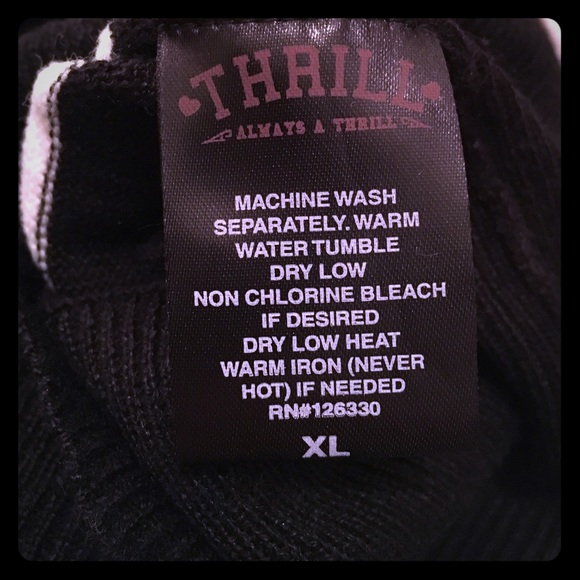 THRILL
ALWAYS A THRILL
MACHINE WASH
SEPARATELY. WARM
WATER TUMBLE
DRY LOW
NON CHLORINE BLEACH
IF DESIRED
DRY LOW HEAT
WARM IRON (NEVER
HOT) IF NEEDED
RN#126330
XL